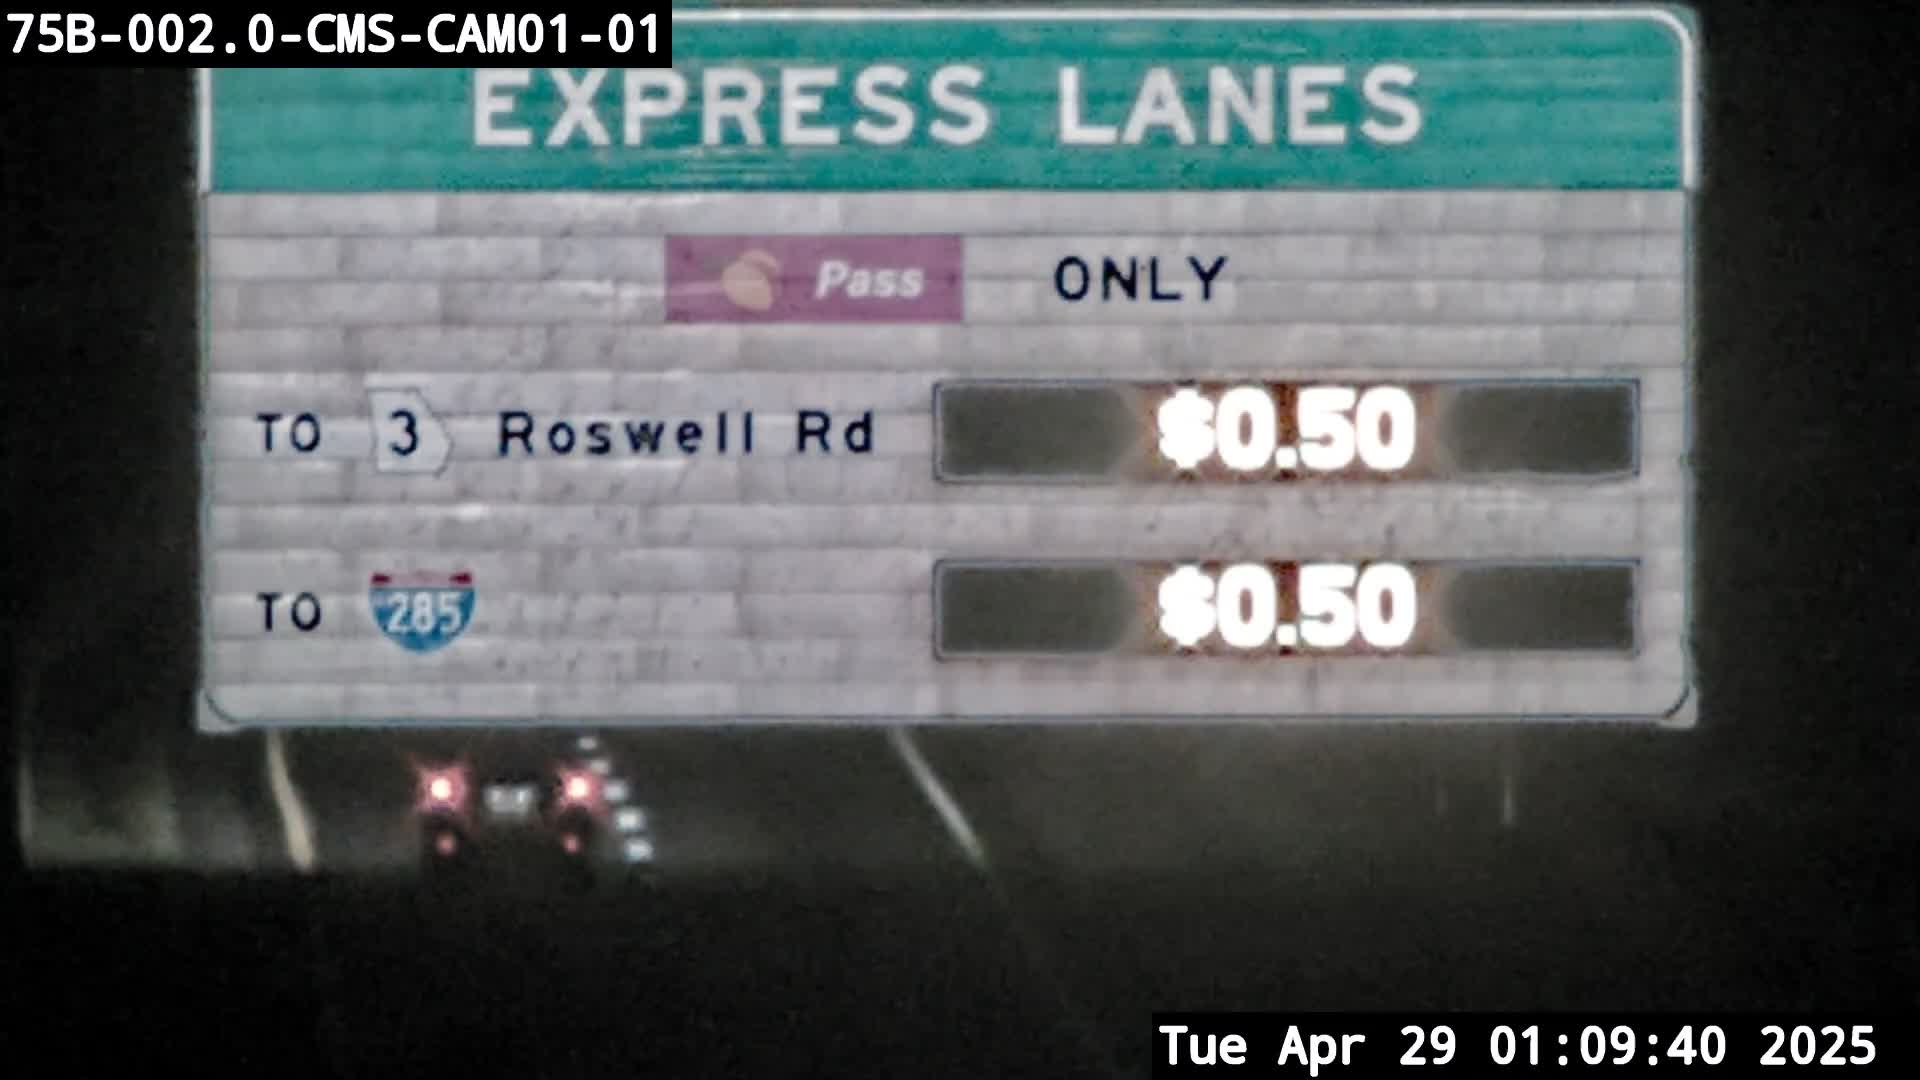 75B-002.0-CMS-CAM01-01
EXPRESS LANES
Pass ONLY
TO 3 Roswell Rd $0.50
TO 285 $0.50
Tue Apr 29 01:09:40 2025